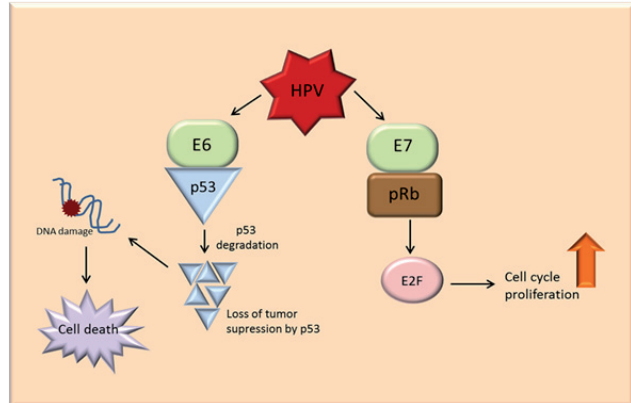 HPV
E6
E7
p53
pRb
p53
degradation
DNA damage
E2F
Cell cycle
proliferation
Loss of tumor
supression by p53
Cell death